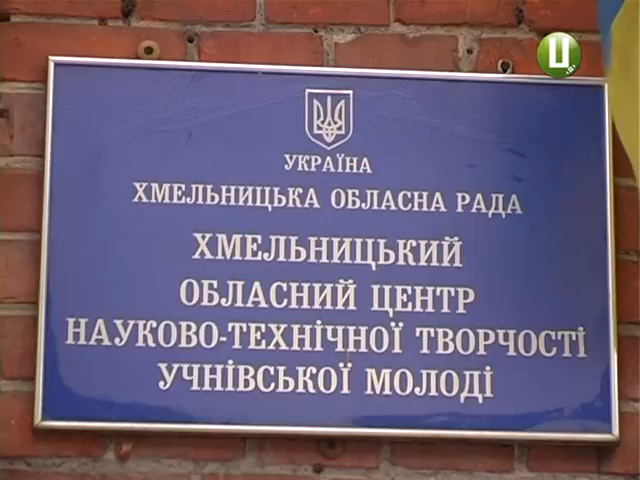 Ц
УКРАЇНА
ХМЕЛЬНИЦЬКА ОБЛАСНА РАДА
ХМЕЛЬНИЦЬКИЙ
ОБЛАСНИЙ ЦЕНТР
НАУКОВО-ТЕХНІЧНОЇ ТВОРЧОСТІ
УЧНІВСЬКОЇ МОЛОДІ